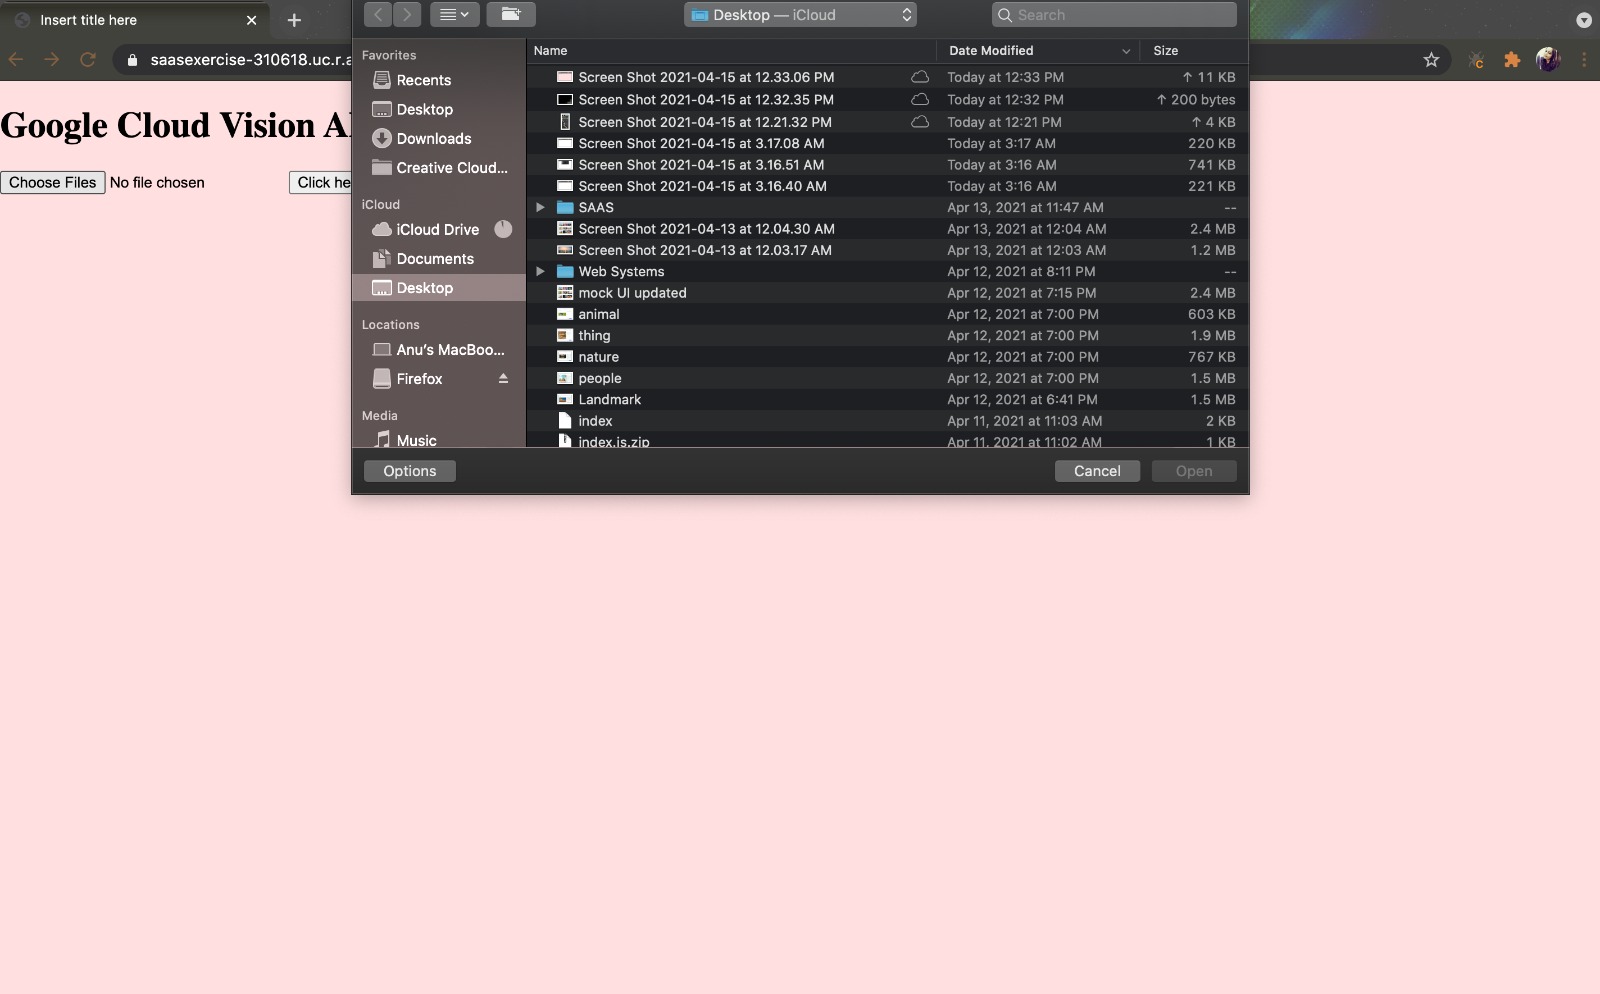 Insert title here
saasexercise-310618.uc.r.a
Google Cloud Vision
Choose Files No file chosen
Click he
Desktop — iCloud
Search
Favorites
Recents
Desktop
Downloads
Creative Cloud...
iCloud
iCloud Drive
Documents
Desktop
Locations
Anu's MacBoo...
Firefox
Media
Music
Name Date Modified Size
Screen Shot 2021-04-15 at 12.33.06 PM Today at 12:33 PM ↑ 11 KB
Screen Shot 2021-04-15 at 12.32.35 PM Today at 12:32 PM ↑ 200 bytes
Screen Shot 2021-04-15 at 12.21.32 PM Today at 12:21 PM ↑ 4 KB
Screen Shot 2021-04-15 at 3.17.08 AM Today at 3:17 AM 220 KB
Screen Shot 2021-04-15 at 3.16.51 AM Today at 3:16 AM 741 KB
Screen Shot 2021-04-15 at 3.16.40 AM Today at 3:16 AM 221 KB
SAAS Apr 13, 2021 at 11:47 AM --
Screen Shot 2021-04-13 at 12.04.30 AM Apr 13, 2021 at 12:04 AM 2.4 MB
Screen Shot 2021-04-13 at 12.03.17 AM Apr 13, 2021 at 12:03 AM 1.2 MB
Web Systems Apr 12, 2021 at 8:11 PM --
mock UI updated Apr 12, 2021 at 7:15 PM 2.4 MB
animal Apr 12, 2021 at 7:00 PM 603 KB
thing Apr 12, 2021 at 7:00 PM 1.9 MB
nature Apr 12, 2021 at 7:00 PM 767 KB
people Apr 12, 2021 at 7:00 PM 1.5 MB
Landmark Apr 12, 2021 at 6:41 PM 1.5 MB
index Apr 11, 2021 at 11:03 AM 2 KB
index.js.zip Apr 11, 2021 at 11:02 AM 1 KB
Options Cancel Open